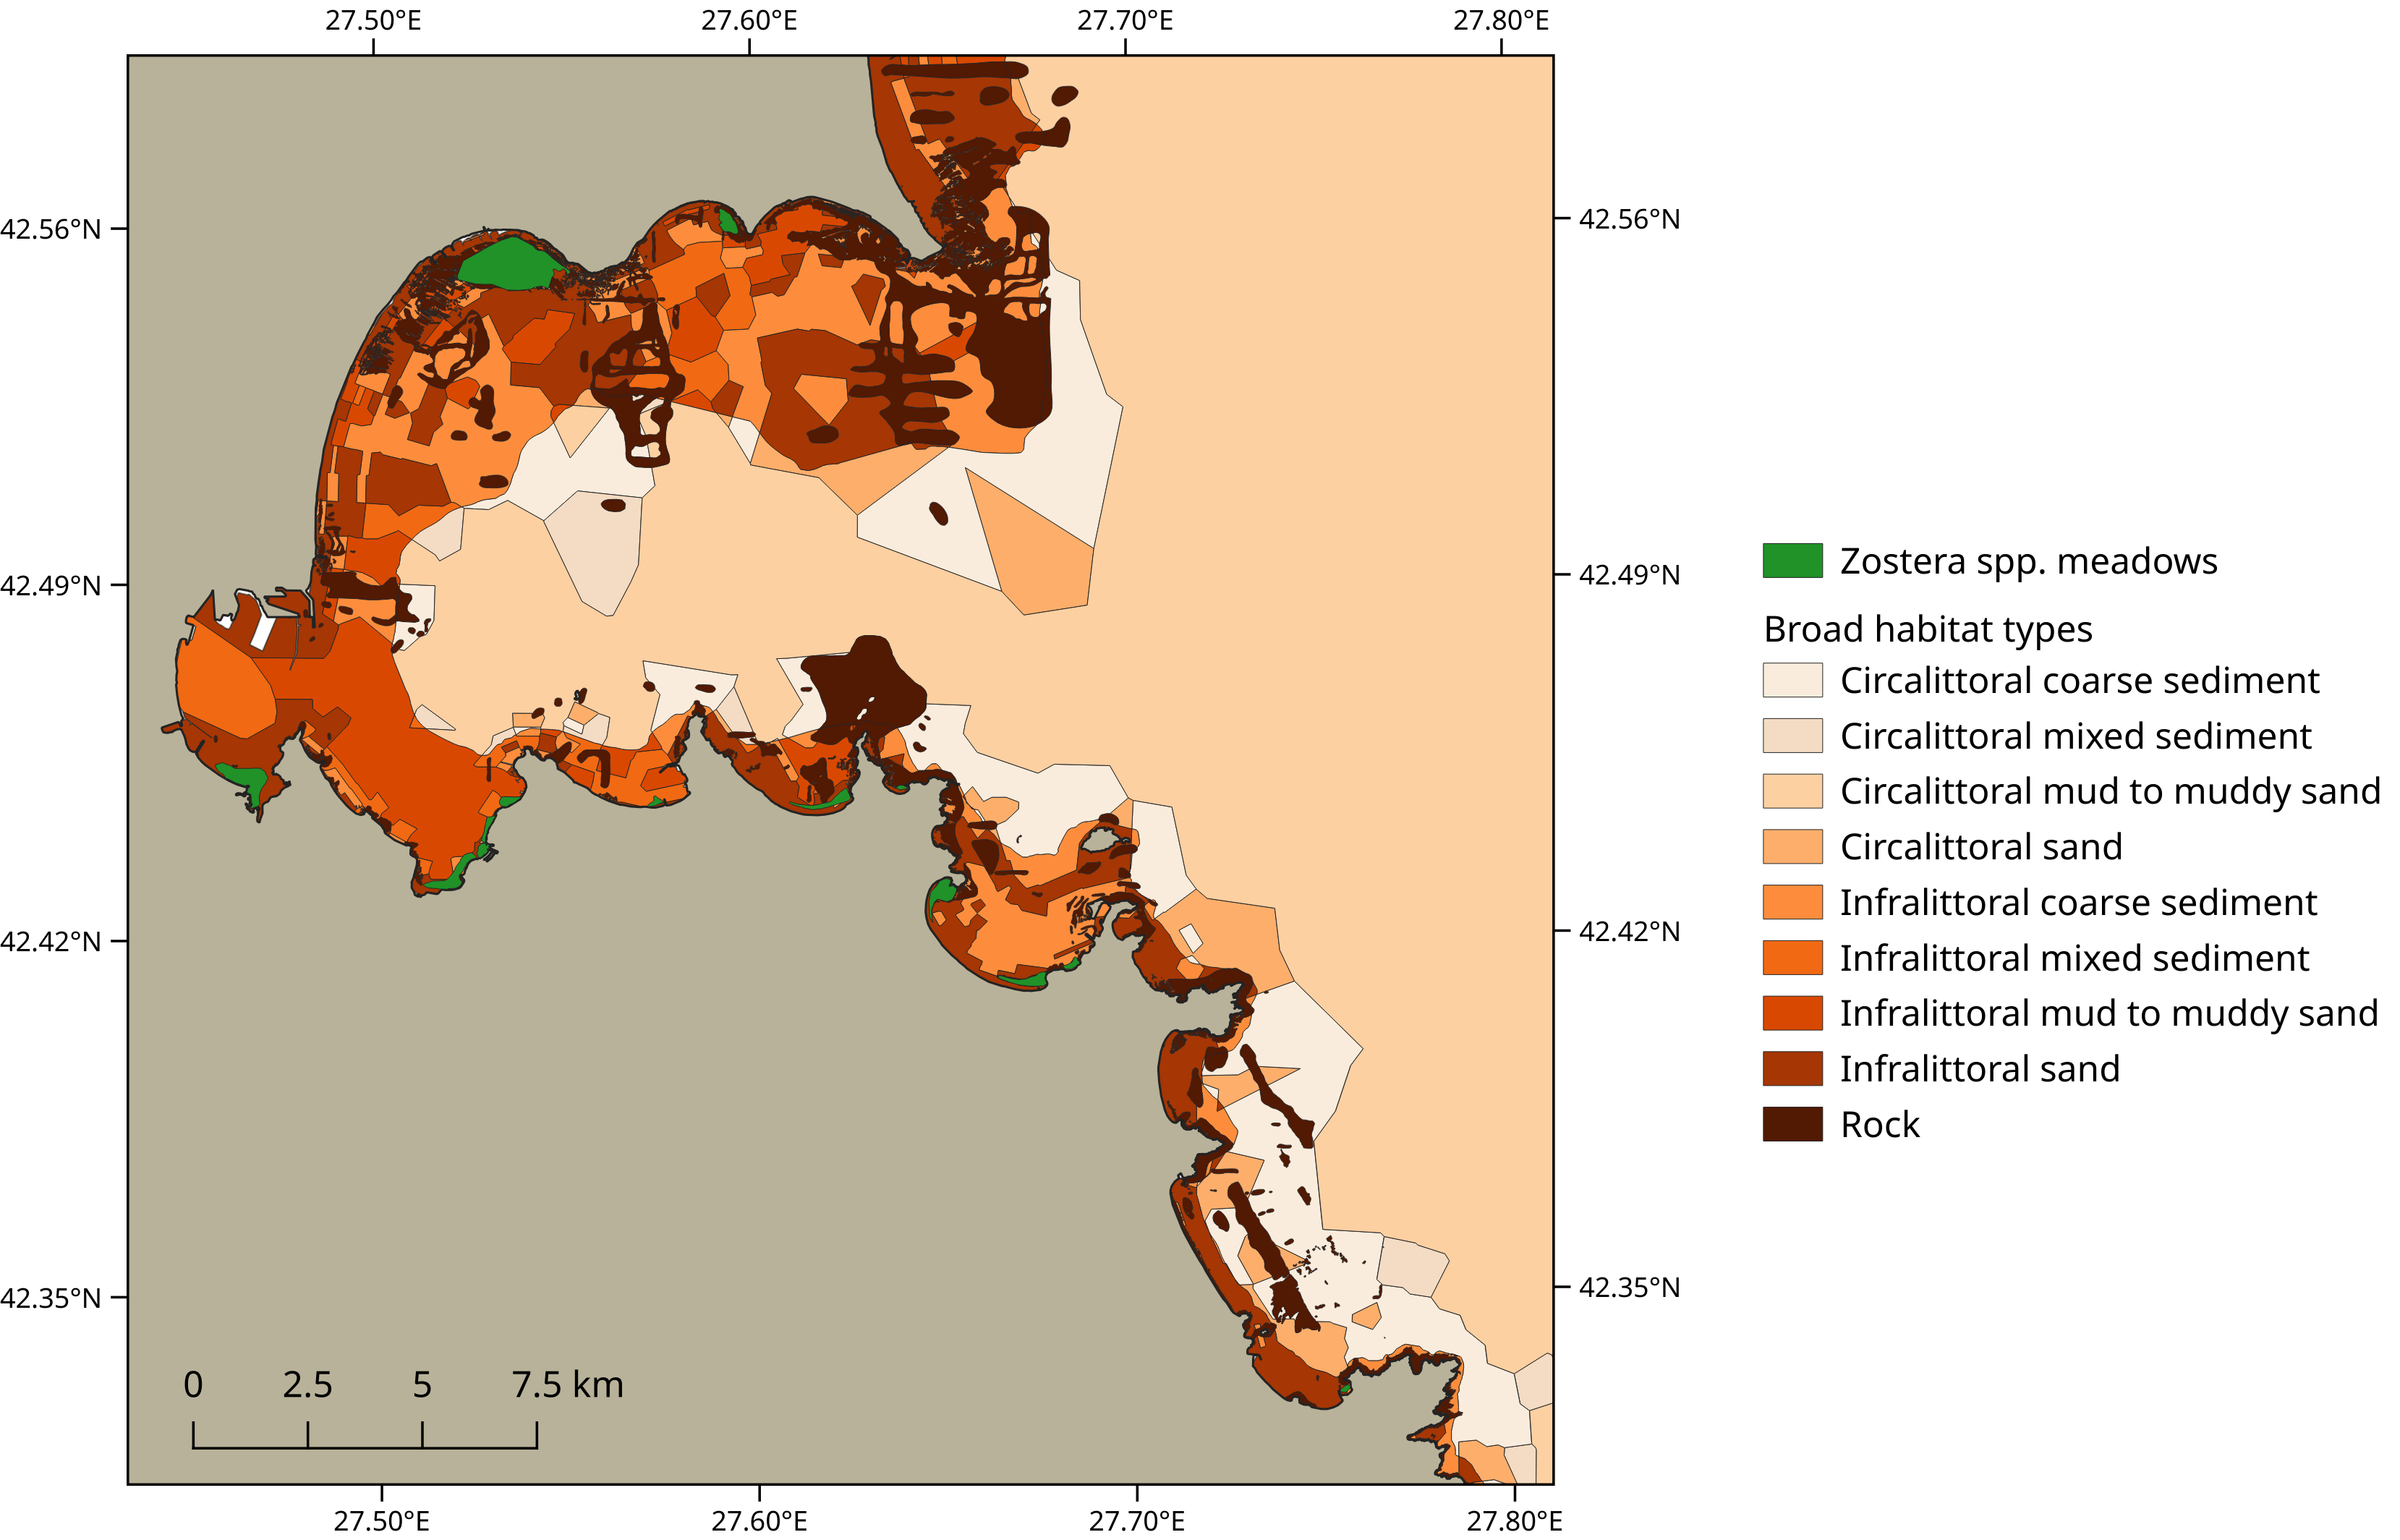 27.50°E 27.60°E 27.70°E 27.80°E
42.56°N 42.56°N
42.49°N 42.49°N
Zostera spp. meadows
Broad habitat types
Circalittoral coarse sediment
Circalittoral mixed sediment
Circalittoral mud to muddy sand
Circalittoral sand
Infralittoral coarse sediment
42.42°N 42.42°N
Infralittoral mixed sediment
Infralittoral mud to muddy sand
Infralittoral sand
Rock
42.35°N 42.35°N
0 2.5 5 7.5 km
27.50°E 27.60°E 27.70°E 27.80°E